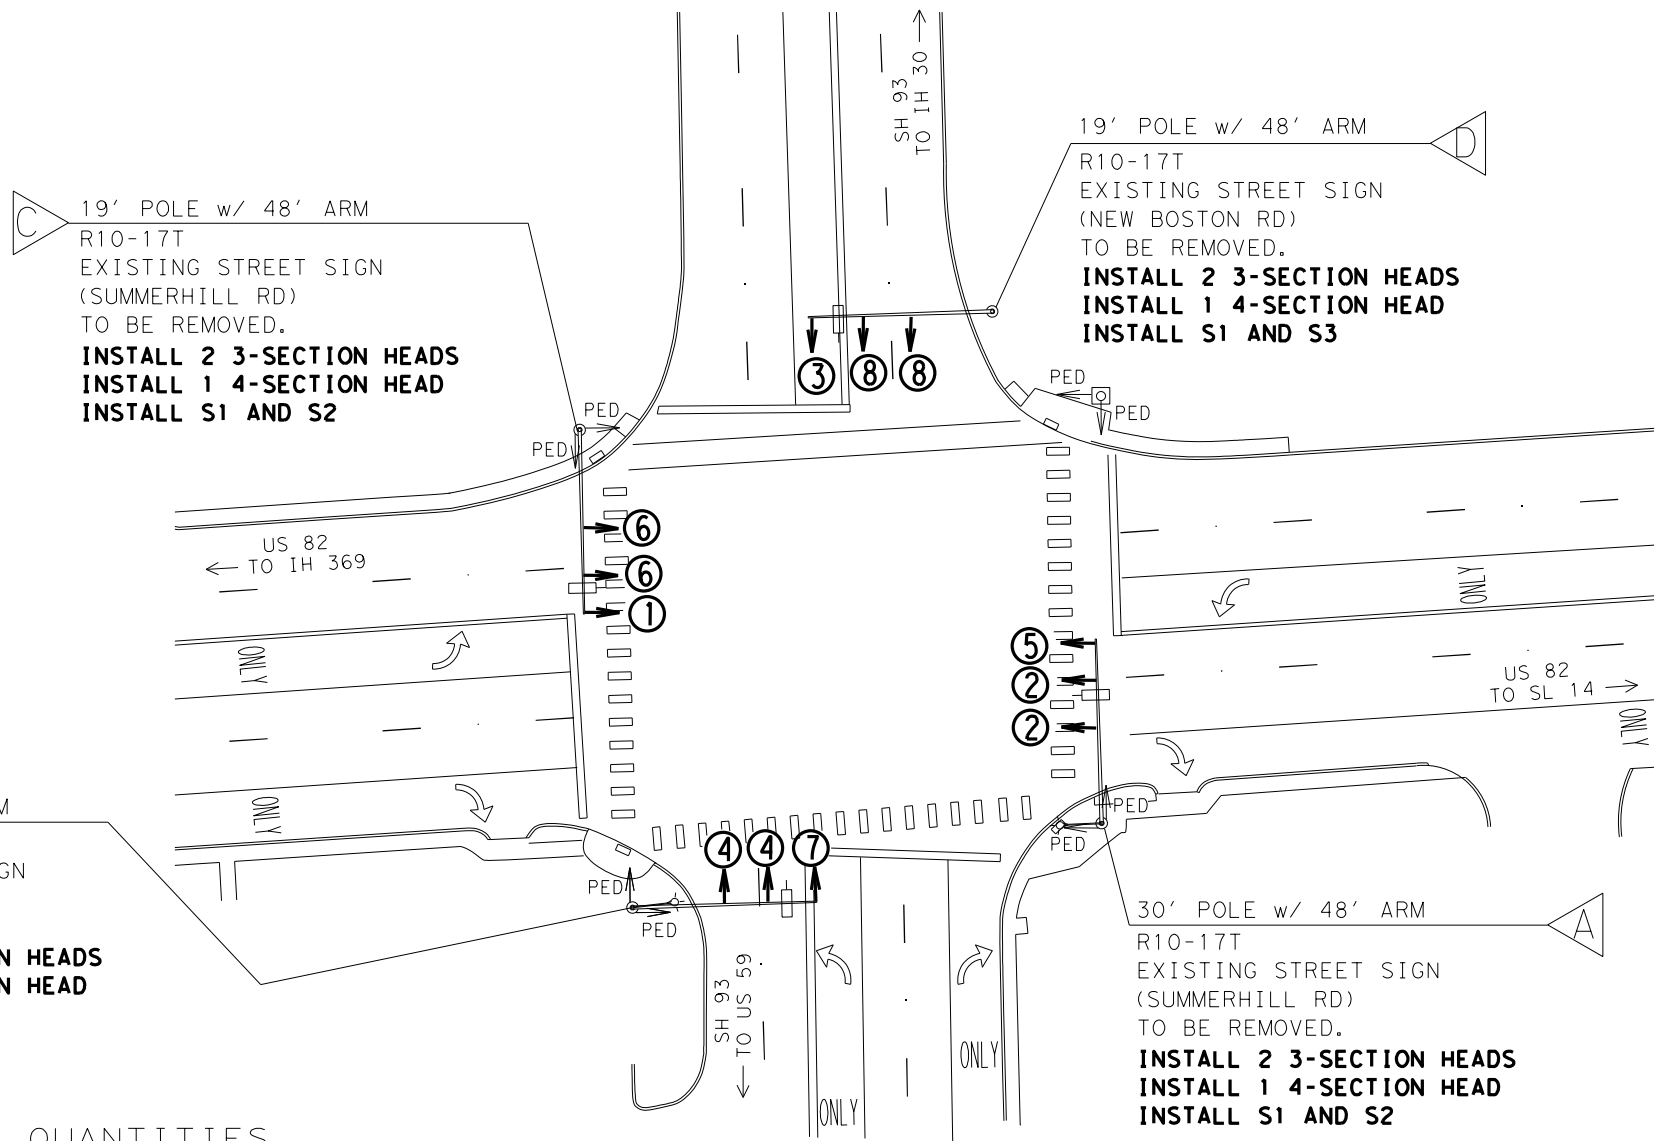 SH 93
TO IH 30
D
19' POLE w/ 48' ARM
R10-17T
EXISTING STREET SIGN
(NEW BOSTON RD)
TO BE REMOVED.
INSTALL 2 3-SECTION HEADS
INSTALL 1 4-SECTION HEAD
INSTALL S1 AND S3
C
19' POLE w/ 48' ARM
R10-17T
EXISTING STREET SIGN
(SUMMERHILL RD)
TO BE REMOVED.
INSTALL 2 3-SECTION HEADS
INSTALL 1 4-SECTION HEAD
INSTALL S1 AND S2
3
8
8
PED
PED
PED
PED
6
6
1
US 82
TO IH 369
ONLY
ONLY
5
2
2
US 82
TO SL 14
ONLY
ONLY
M
GN
N HEADS
N HEAD
4
4
7
PED
PED
PED
PED
SH 93
TO US 59
ONLY
ONLY
A
30' POLE w/ 48' ARM
R10-17T
EXISTING STREET SIGN
(SUMMERHILL RD)
TO BE REMOVED.
INSTALL 2 3-SECTION HEADS
INSTALL 1 4-SECTION HEAD
INSTALL S1 AND S2
QUANTITIES